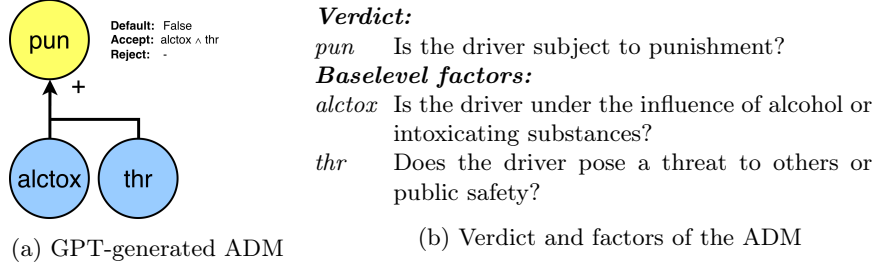 pun
Default: False
Accept: alctox ∧ thr
Reject: -
+
alctox
thr
(a) GPT-generated ADM
Verdict:
pun Is the driver subject to punishment?
Baselevel factors:
alctox Is the driver under the influence of alcohol or
intoxicating substances?
thr Does the driver pose a threat to others or
public safety?
(b) Verdict and factors of the ADM